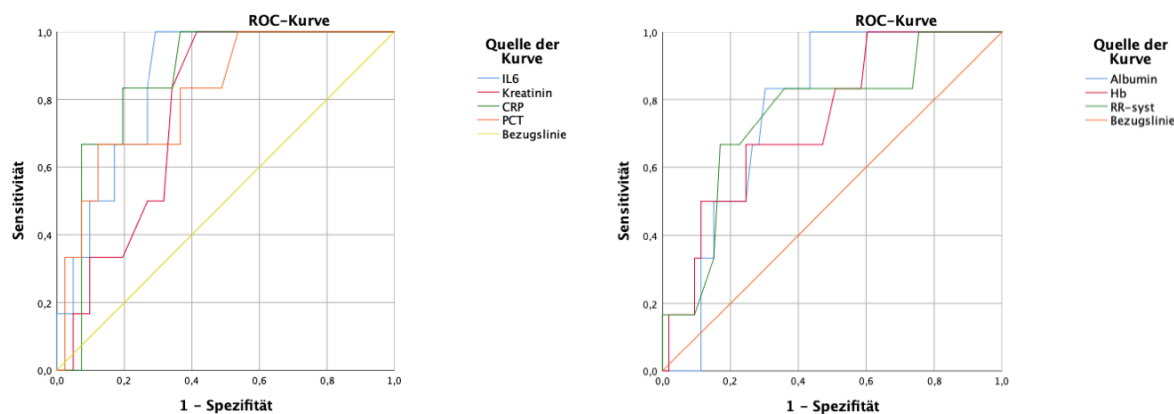 ROC-Kurve
1,0
0,8
0,6
0,4
0,2
0,0
0,0 0,2 0,4 0,6 0,8 1,0
Sensitivität
1 - Spezifität
Quelle der
Kurve
IL6
Kreatinin
CRP
PCT
Bezugslinie
ROC-Kurve
1,0
0,8
0,6
0,4
0,2
0,0
0,0 0,2 0,4 0,6 0,8 1,0
Sensitivität
1 - Spezifität
Quelle der
Kurve
Albumin
Hb
RR-syst
Bezugslinie